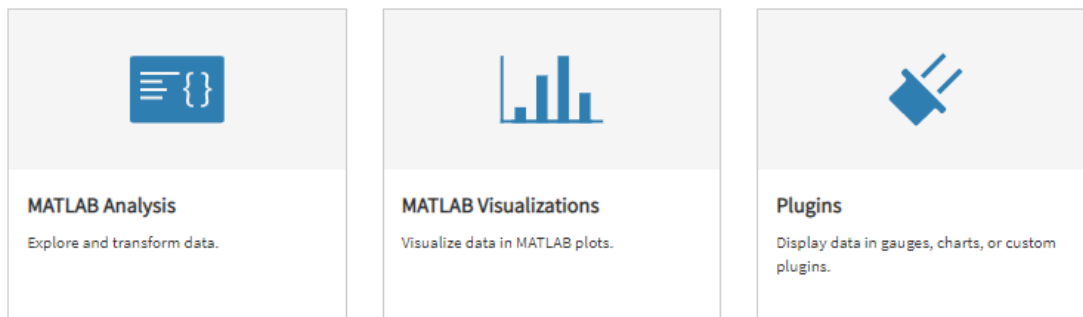 MATLAB Analysis
Explore and transform data.
MATLAB Visualizations
Visualize data in MATLAB plots.
Plugins
Display data in gauges, charts, or custom
plugins.